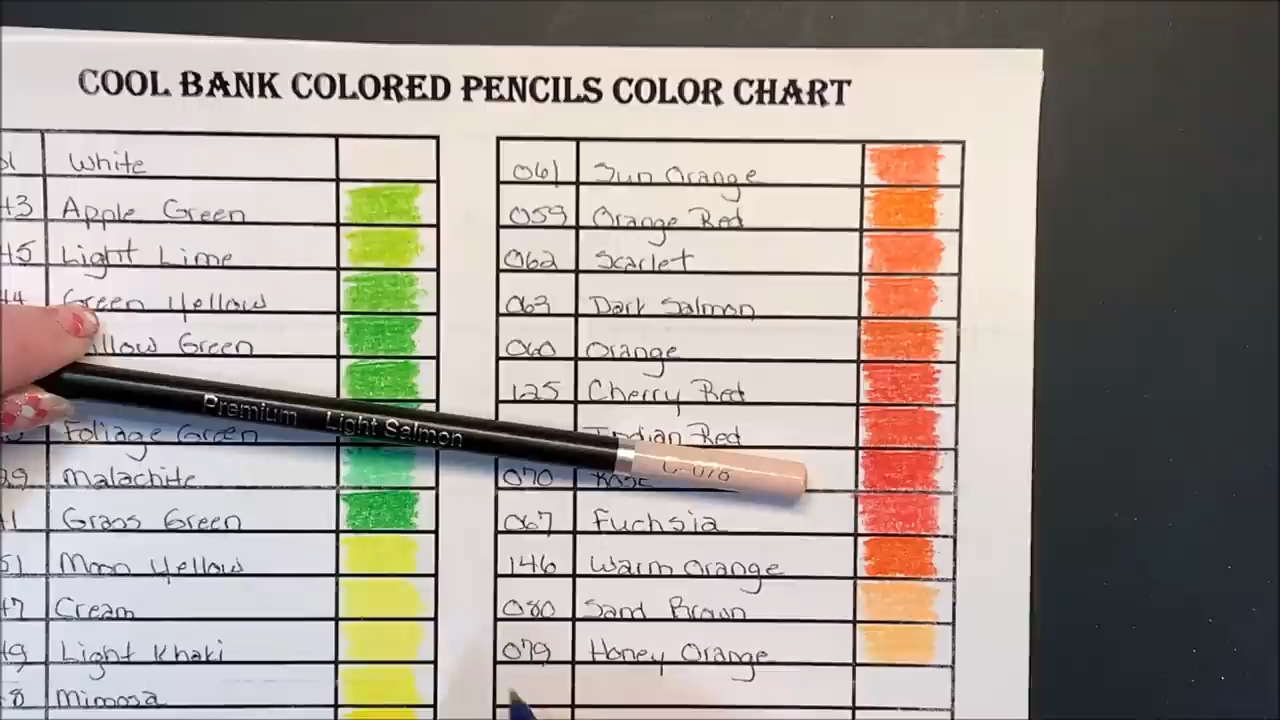 COOL BANK COLORED PENCILS COLOR CHART
White
Apple Green
Light Lime
Green Yellow
Green
Foliage Green
Malachite
Grass Green
Moon Yellow
Cream
Light Khaki
Mimosa
061 Sun Orange
059 Orange Red
062 Scarlet
063 Dark Salmon
060 Orange
125 Cherry Red
Indian Red
070
067 Fuchsia
146 Warm Orange
080 Sand Brown
079 Honey Orange
Premium Light Salmon